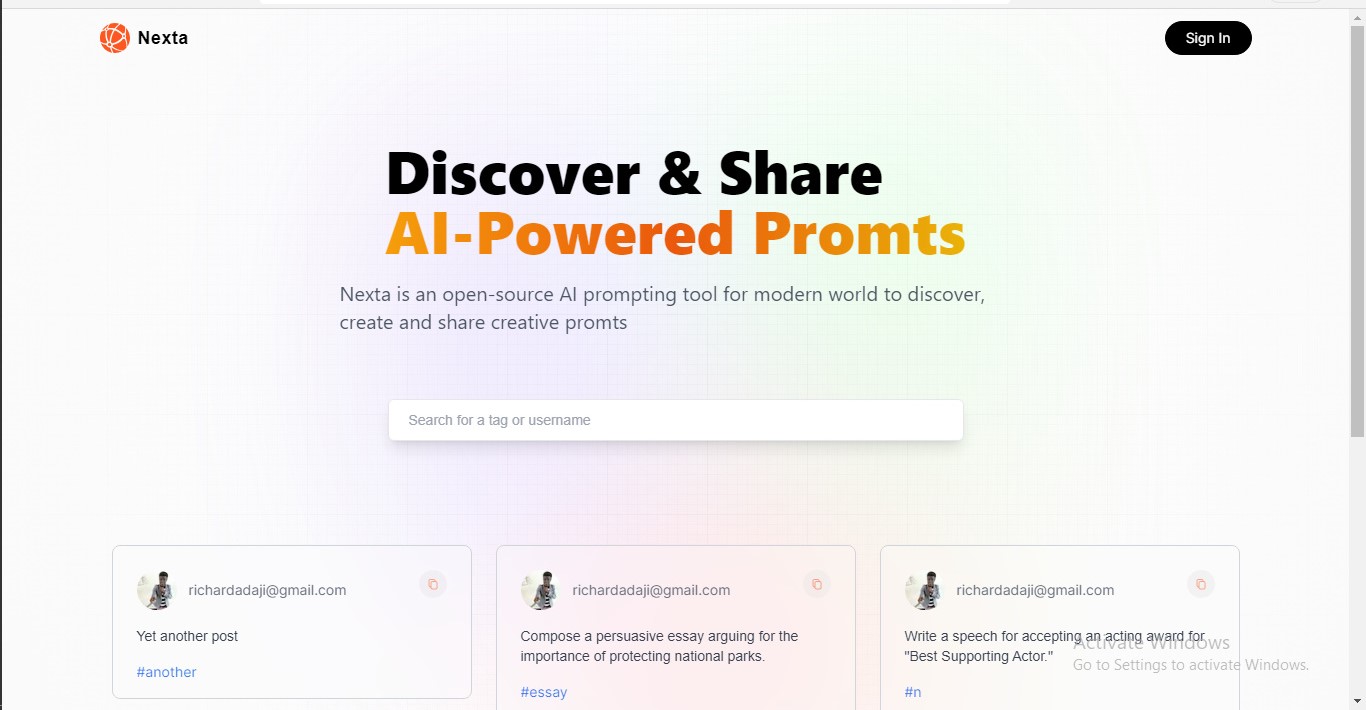 Nexta
Sign In
Discover & Share
AI-Powered Promts
Nexta is an open-source AI prompting tool for modern world to discover,
create and share creative promts
Search for a tag or username
richardadaji@gmail.com
Yet another post
#another
richardadaji@gmail.com
Compose a persuasive essay arguing for the
importance of protecting national parks.
#essay
richardadaji@gmail.com
Write a speech for accepting an acting award for
"Best Supporting Actor."
#n
Activate Windows
Go to Settings to activate Windows.